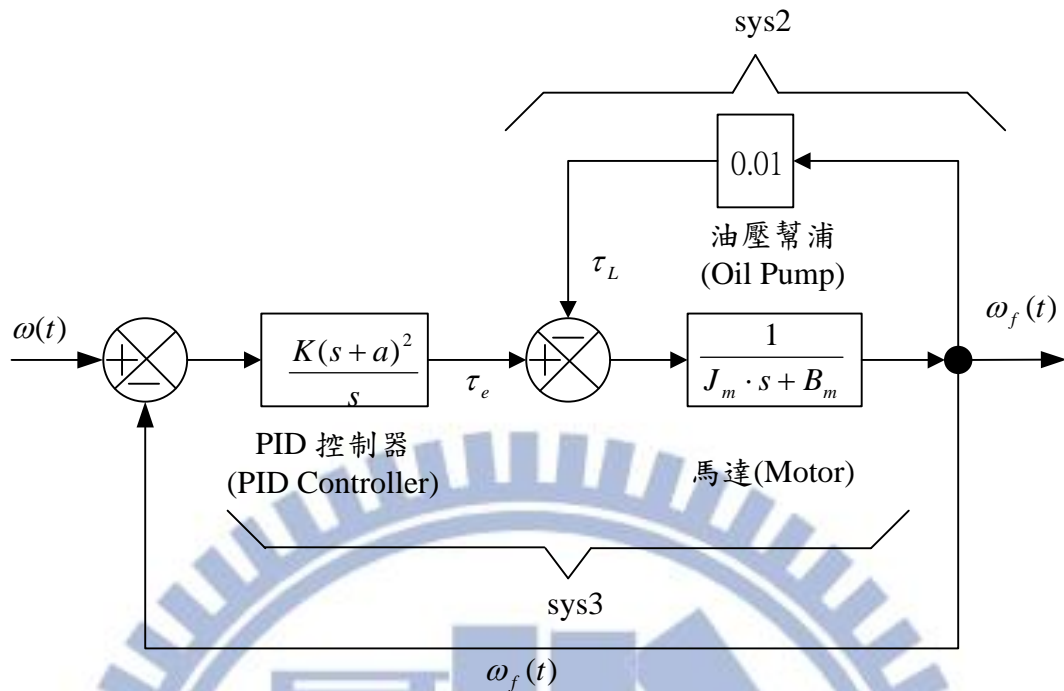 sys2
0.01
油壓幫浦
(Oil Pump)
τ_L
ω(t)
+
−
K(s+a)²
s
τ_e
+
−
1
J_m · s + B_m
ω_f(t)
PID 控制器
(PID Controller)
馬達(Motor)
sys3
ω_f(t)